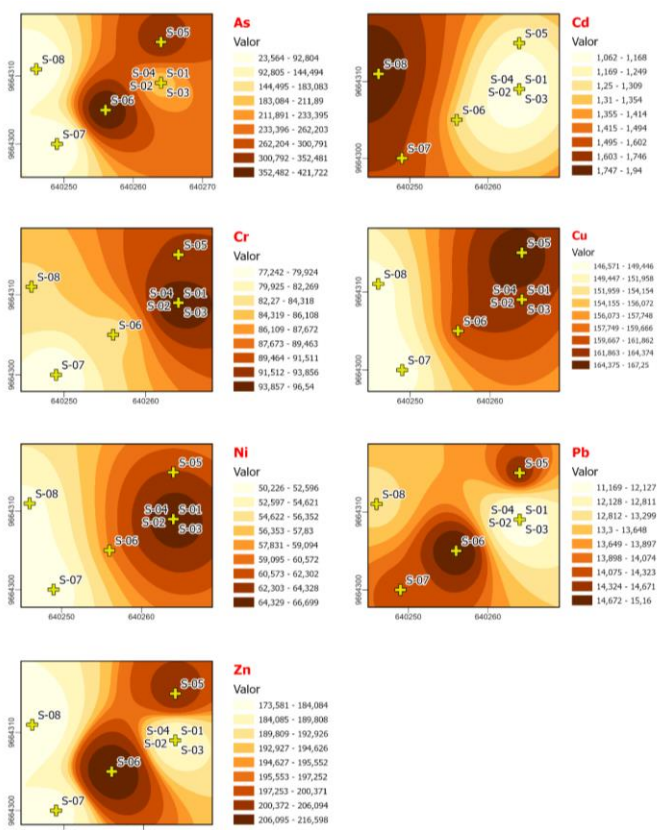 As
Valor
23,564 - 92,804
92,805 - 144,494
144,495 - 183,083
183,084 - 211,89
211,891 - 233,395
233,396 - 262,203
262,204 - 300,791
300,792 - 352,481
352,482 - 421,722
S-05
S-08
S-04 S-01
S-02
S-03
S-06
S-07
9664310
9664300
640250 640260 640270
Cd
Valor
1,062 - 1,168
1,169 - 1,249
1,25 - 1,309
1,31 - 1,354
1,355 - 1,414
1,415 - 1,494
1,495 - 1,602
1,603 - 1,746
1,747 - 1,94
S-05
S-08
S-04 S-01
S-02
S-03
S-06
S-07
9664310
9664300
640250 640260
Cr
Valor
77,242 - 79,924
79,925 - 82,269
82,27 - 84,318
84,319 - 86,108
86,109 - 87,672
87,673 - 89,463
89,464 - 91,511
91,512 - 93,856
93,857 - 96,54
S-05
S-08
S-04 S-01
S-02
S-03
S-06
S-07
9664310
9664300
640250 640260
Cu
Valor
146,571 - 149,446
149,447 - 151,958
151,959 - 154,154
154,155 - 156,072
156,073 - 157,748
157,749 - 159,666
159,667 - 161,862
161,863 - 164,374
164,375 - 167,25
S-05
S-08
S-04 S-01
S-02
S-03
S-06
S-07
9664310
9664300
640250 640260
Ni
Valor
50,226 - 52,596
52,597 - 54,621
54,622 - 56,352
56,353 - 57,83
57,831 - 59,094
59,095 - 60,572
60,573 - 62,302
62,303 - 64,328
64,329 - 66,699
S-05
S-08
S-04 S-01
S-02
S-03
S-06
S-07
9664310
9664300
640250 640260
Pb
Valor
11,169 - 12,127
12,128 - 12,811
12,812 - 13,299
13,3 - 13,648
13,649 - 13,897
13,898 - 14,074
14,075 - 14,323
14,324 - 14,671
14,672 - 15,16
S-05
S-08
S-04 S-01
S-02
S-03
S-06
S-07
9664310
9664300
640250 640260
Zn
Valor
173,581 - 184,084
184,085 - 189,808
189,809 - 192,926
192,927 - 194,626
194,627 - 195,552
195,553 - 197,252
197,253 - 200,371
200,372 - 206,094
206,095 - 216,598
S-05
S-08
S-04 S-01
S-02
S-03
S-06
S-07
9664310
9664300
640250 640260